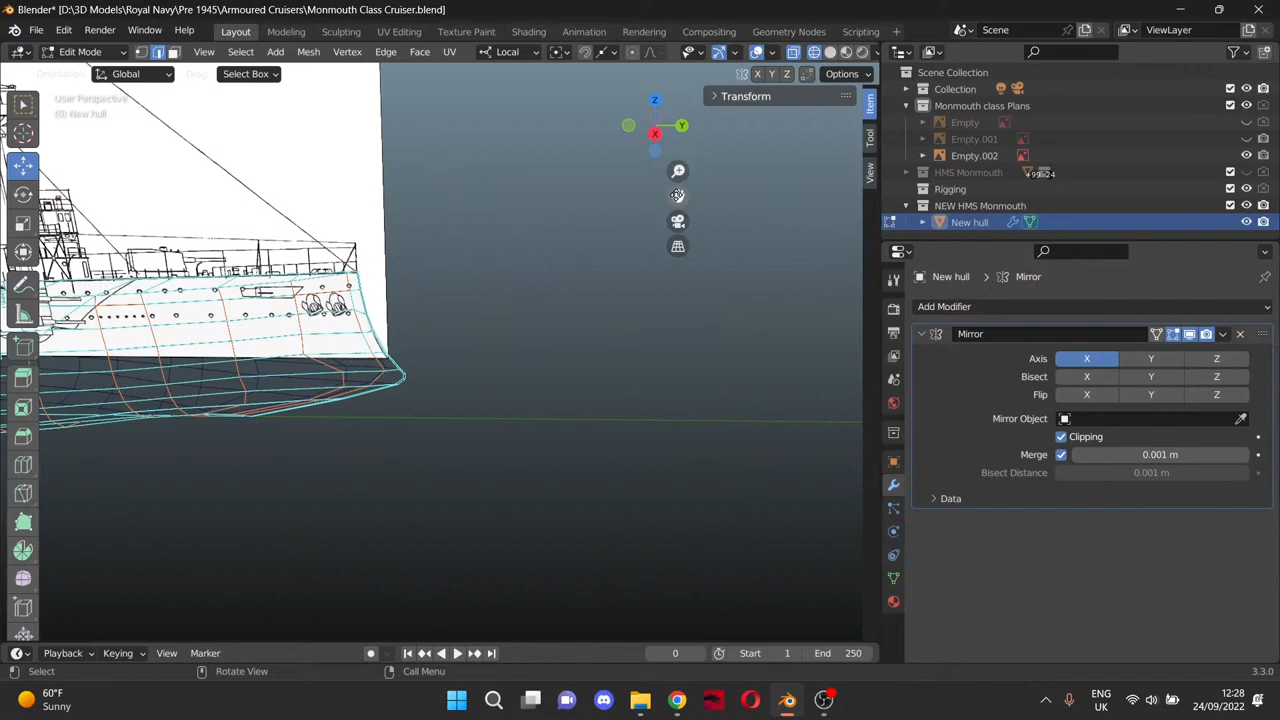 Blender* [D:\3D Models\Royal Navy\Pre 1945\Armoured Cruisers\Monmouth Class Cruiser.blend]
File Edit Render Window Help Layout Modeling Sculpting UV Editing Texture Paint Shading Animation Rendering Compositing Geometry Nodes Scripting Scene ViewLayer
Edit Mode View Select Add Mesh Vertex Edge Face UV Local
Orientation: Global Drag: Select Box X Y Z Options
User Perspective
(0) New hull
Z
Y
X
Transform
Item
Tool
View
Scene Collection
Collection
Monmouth class Plans
Empty
Empty.001
Empty.002
HMS Monmouth
Rigging
NEW HMS Monmouth
New hull
New hull Mirror
Add Modifier
Mirror
Axis X Y Z
Bisect X Y Z
Flip X Y Z
Mirror Object
Clipping
Merge 0.001 m
Bisect Distance 0.001 m
Data
Playback Keying View Marker 0 Start 1 End 250
Select Rotate View Call Menu 3.3.0
60°F
Sunny
ENG
UK
12:28
24/09/2022